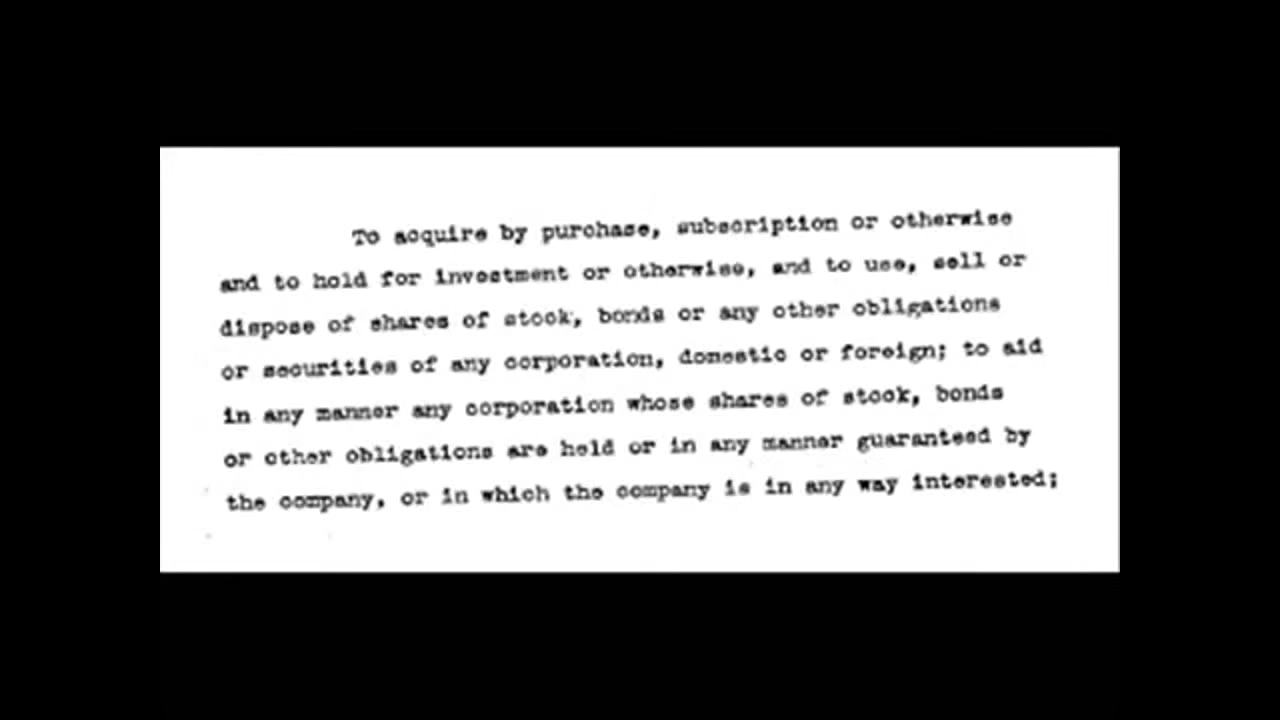 To acquire by purchase, subscription or otherwise
and to hold for investment or otherwise, and to use, sell or
dispose of shares of stock, bonds or any other obligations
or securities of any corporation, domestic or foreign; to aid
in any manner any corporation whose shares of stock, bonds
or other obligations are held or in any manner guaranteed by
the company, or in which the company is in any way interested;